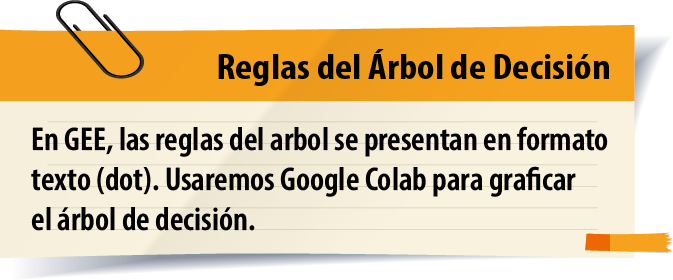 Reglas del Árbol de Decisión
En GEE, las reglas del arbol se presentan en formato
texto (dot). Usaremos Google Colab para graficar
el árbol de decisión.